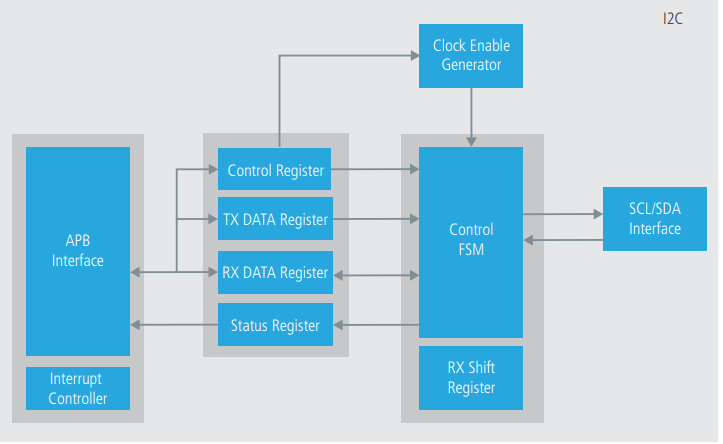 I2C
Clock Enable
Generator
Control Register
TX DATA Register
RX DATA Register
Status Register
APB
Interface
Interrupt
Controller
Control
FSM
RX Shift
Register
SCL/SDA
Interface